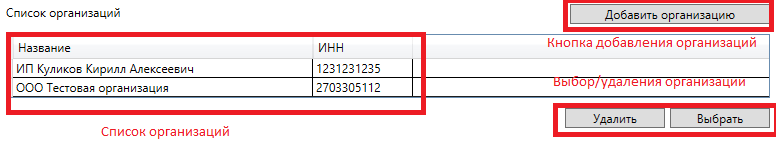 Список организаций
Добавить организацию
Кнопка добавления организаций
Название ИНН
ИП Куликов Кирилл Алексеевич 1231231235
ООО Тестовая организация 2703305112
Выбор/удаления организации
Удалить Выбрать
Список организаций